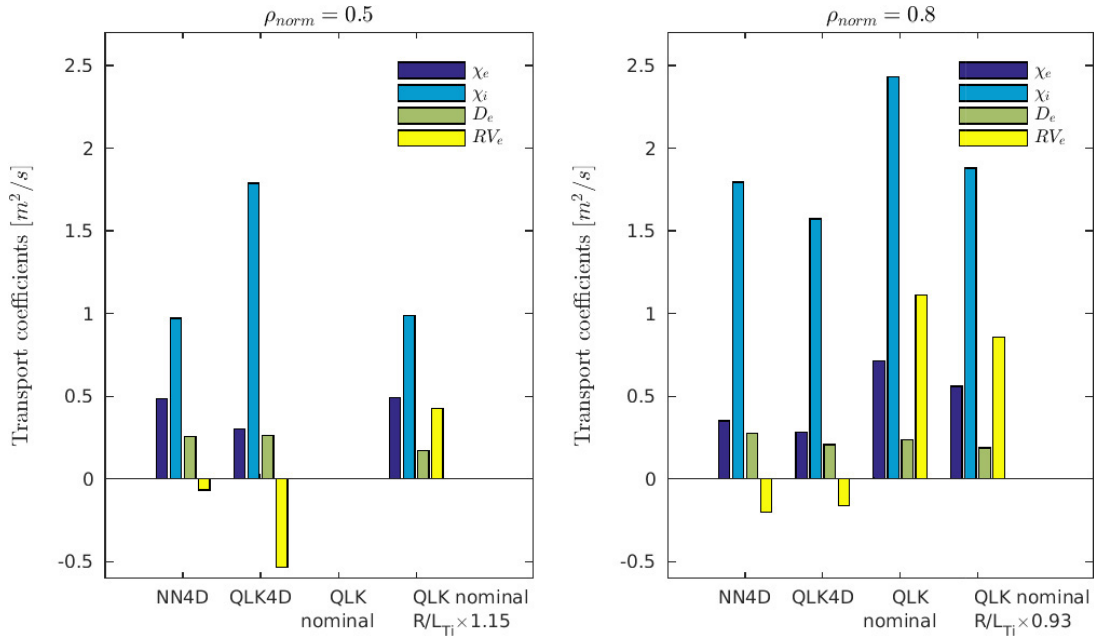 ρnorm = 0.5
2.5
2
1.5
1
0.5
0
-0.5
Transport coefficients [m²/s]
χe
χi
De
RVe
NN4D
QLK4D
QLK
nominal
QLK nominal
R/LTi×1.15
ρnorm = 0.8
2.5
2
1.5
1
0.5
0
-0.5
Transport coefficients [m²/s]
χe
χi
De
RVe
NN4D
QLK4D
QLK
nominal
QLK nominal
R/LTi×0.93